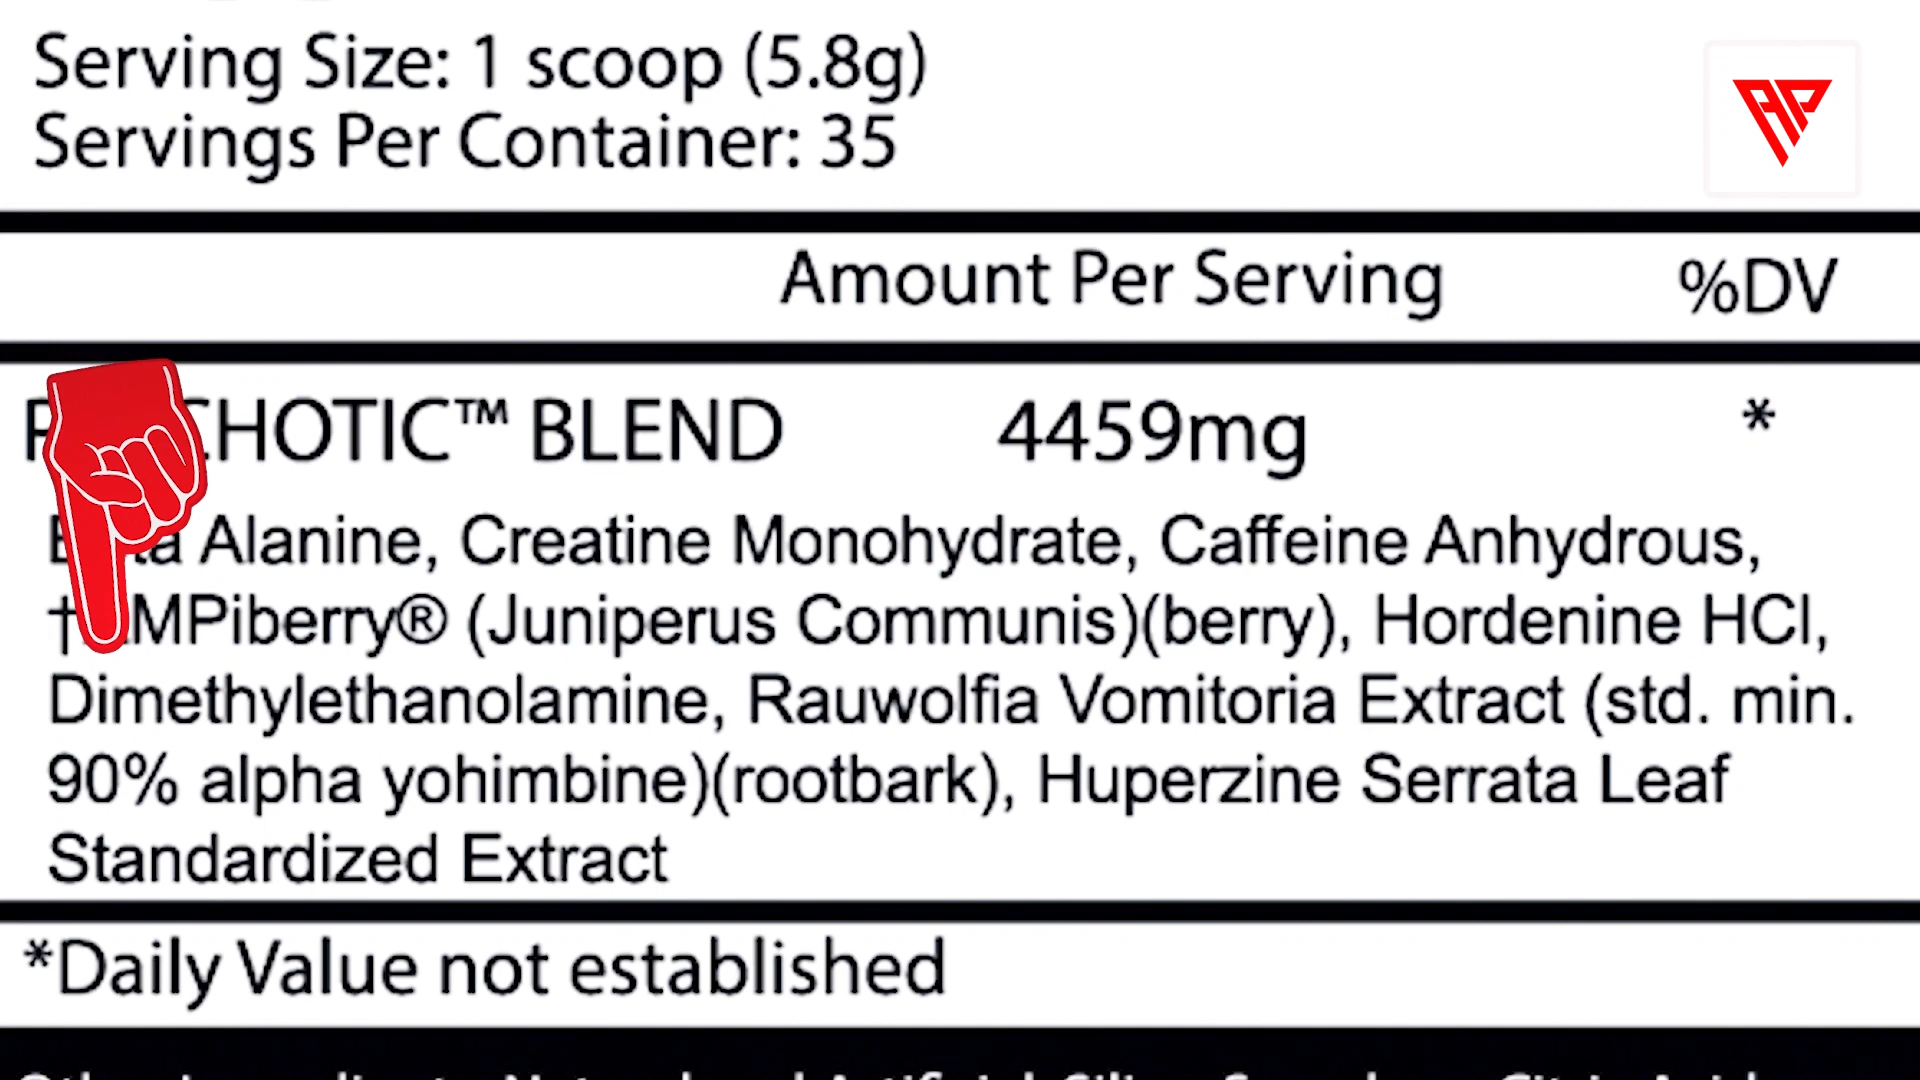 Serving Size: 1 scoop (5.8g)
Servings Per Container: 35
AP
Amount Per Serving %DV
CHOTIC™ BLEND 4459mg *
Alanine, Creatine Monohydrate, Caffeine Anhydrous,
† MPiberry® (Juniperus Communis)(berry), Hordenine HCl,
Dimethylethanolamine, Rauwolfia Vomitoria Extract (std. min.
90% alpha yohimbine)(rootbark), Huperzine Serrata Leaf
Standardized Extract
*Daily Value not established